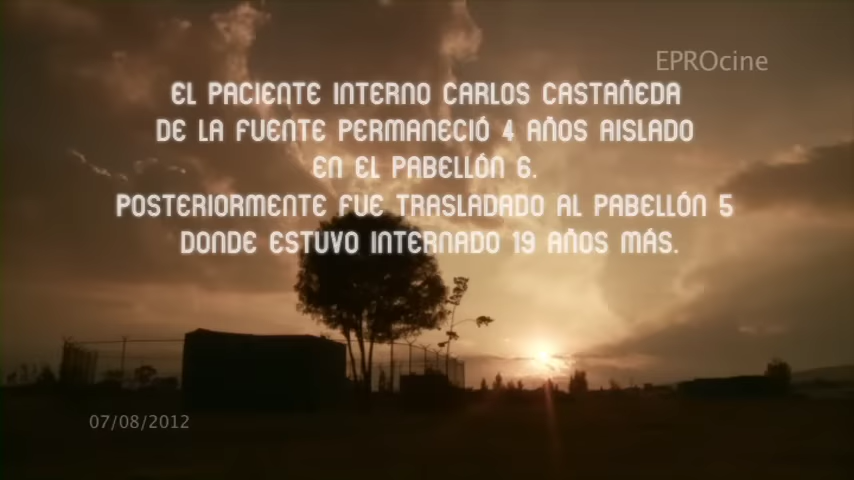 EPROcine
EL PACIENTE INTERNO CARLOS CASTAÑEDA
DE LA FUENTE PERMANECIÓ 4 AÑOS AISLADO
EN EL PABELLÓN 6.
POSTERIORMENTE FUE TRASLADADO AL PABELLÓN 5
DONDE ESTUVO INTERNADO 19 AÑOS MÁS.
07/08/2012